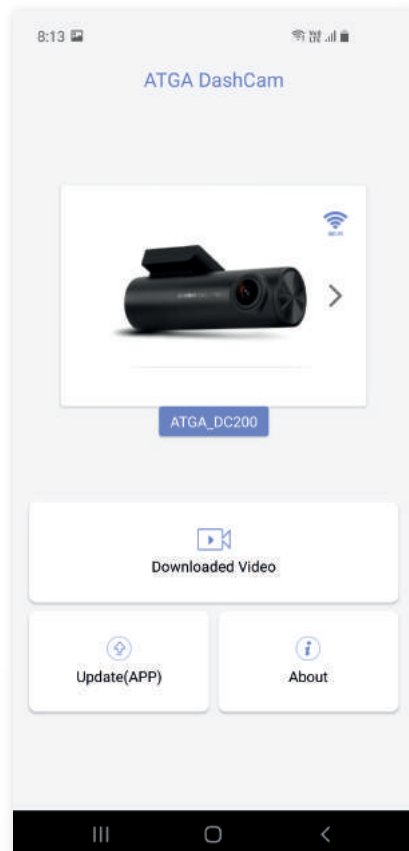 8:13
ATGA DashCam
ATGA_DC200
Downloaded Video
Update(APP)
About